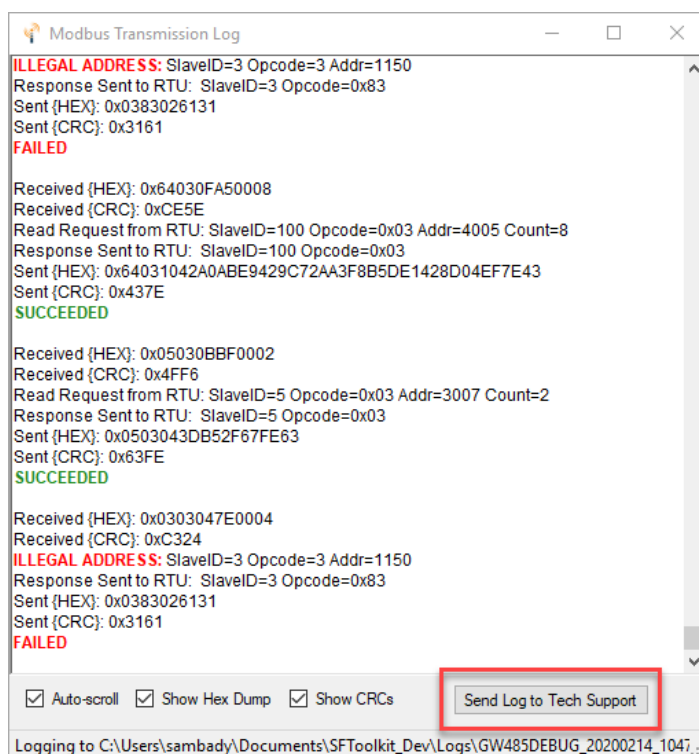 Modbus Transmission Log
ILLEGAL ADDRESS: SlaveID=3 Opcode=3 Addr=1150
Response Sent to RTU:  SlaveID=3 Opcode=0x83
Sent {HEX}: 0x0383026131
Sent {CRC}: 0x3161
FAILED
Received {HEX}: 0x64030FA50008
Received {CRC}: 0xCE5E
Read Request from RTU: SlaveID=100 Opcode=0x03 Addr=4005 Count=8
Response Sent to RTU:  SlaveID=100 Opcode=0x03
Sent {HEX}: 0x64031042A0ABE9429C72AA3F8B5DE1428D04EF7E43
Sent {CRC}: 0x437E
SUCCEEDED
Received {HEX}: 0x05030BBF0002
Received {CRC}: 0x4FF6
Read Request from RTU: SlaveID=5 Opcode=0x03 Addr=3007 Count=2
Response Sent to RTU:  SlaveID=5 Opcode=0x03
Sent {HEX}: 0x0503043DB52F67FE63
Sent {CRC}: 0x63FE
SUCCEEDED
Received {HEX}: 0x0303047E0004
Received {CRC}: 0xC324
ILLEGAL ADDRESS: SlaveID=3 Opcode=3 Addr=1150
Response Sent to RTU:  SlaveID=3 Opcode=0x83
Sent {HEX}: 0x0383026131
Sent {CRC}: 0x3161
FAILED
Auto-scroll Show Hex Dump Show CRCs Send Log to Tech Support
Logging to C:\Users\sambady\Documents\SFToolkit_Dev\Logs\GW485DEBUG_20200214_1047